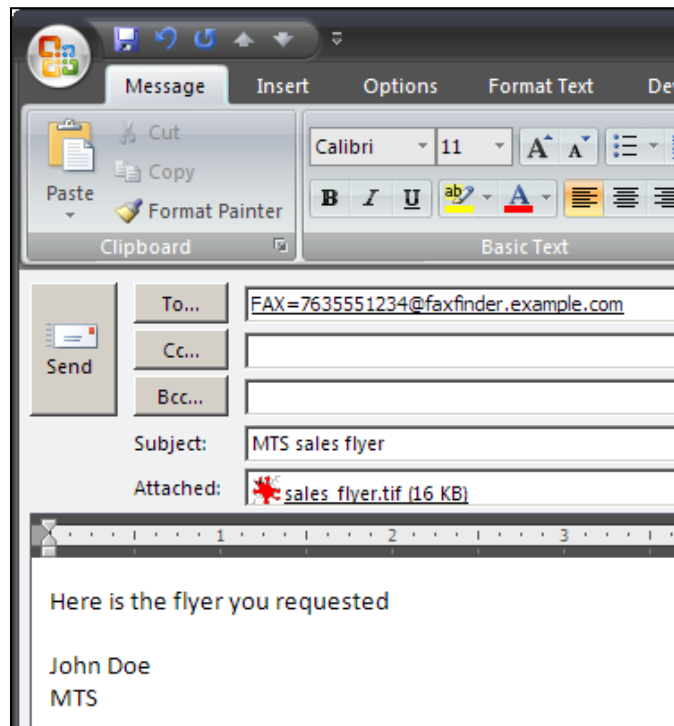 Message Insert Options Format Text
Cut
Calibri 11 A A
Copy
Paste
Format Painter
B I U ab A
Clipboard Basic Text
To... FAX=7635551234@faxfinder.example.com
Cc...
Send
Bcc...
Subject: MTS sales flyer
Attached: sales_flyer.tif (16 KB)
1 2 3
Here is the flyer you requested
John Doe
MTS